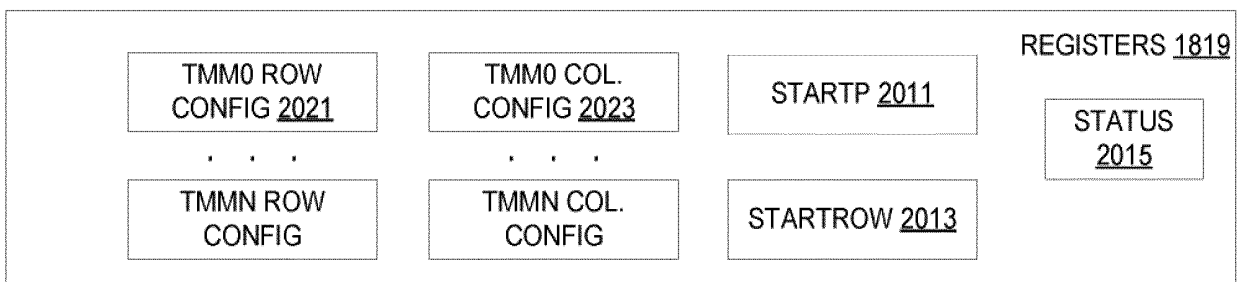 REGISTERS 1819
TMM0 ROW
CONFIG 2021
TMM0 COL.
CONFIG 2023
STARTP 2011
STATUS
2015
. . .
. . .
TMMN ROW
CONFIG
TMMN COL.
CONFIG
STARTROW 2013